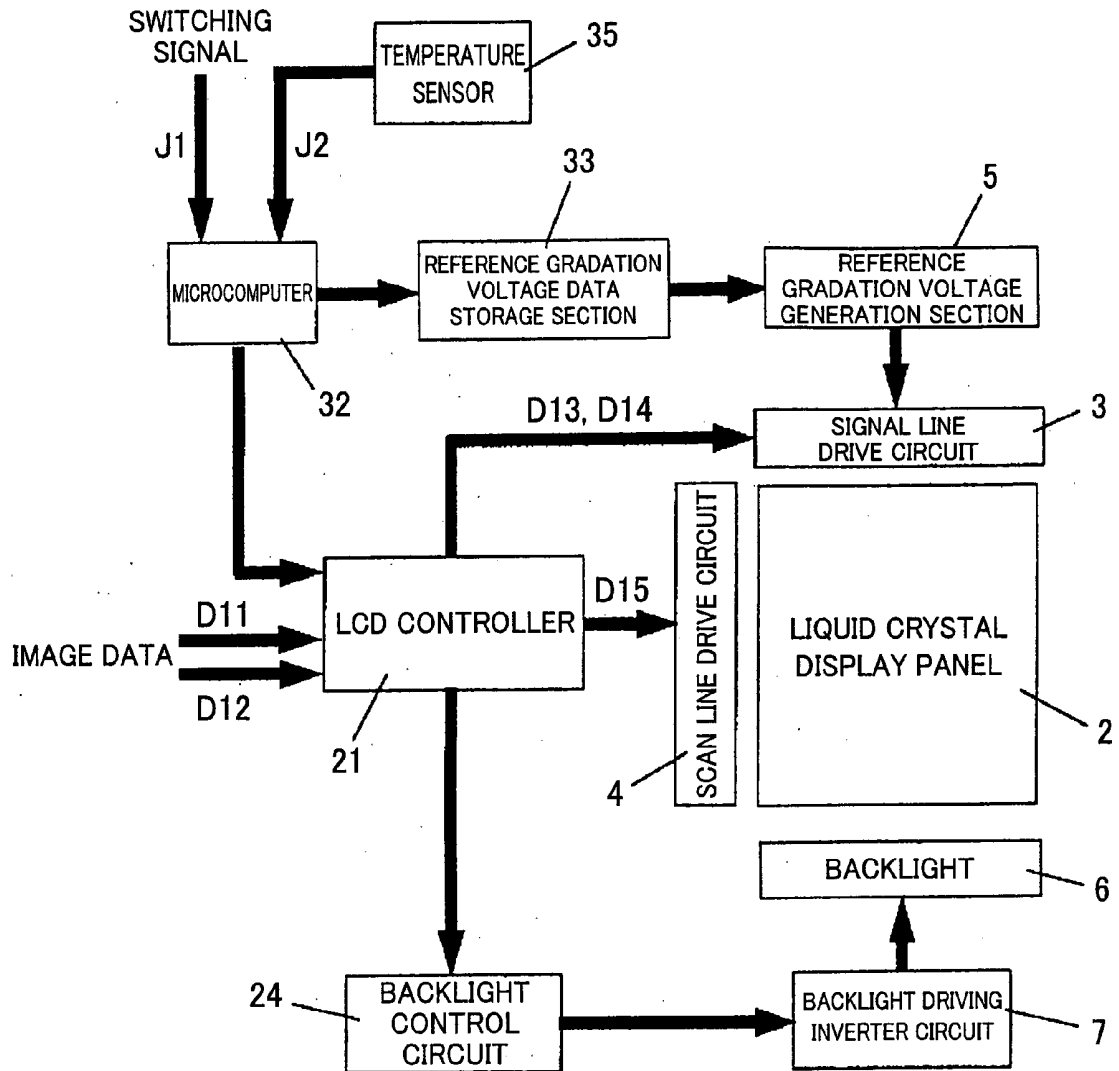 SWITCHING
SIGNAL
TEMPERATURE
SENSOR
35
J1
J2
33
5
MICROCOMPUTER
REFERENCE GRADATION
VOLTAGE DATA
STORAGE SECTION
REFERENCE
GRADATION VOLTAGE
GENERATION SECTION
32
D13, D14
SIGNAL LINE
DRIVE CIRCUIT
3
LCD CONTROLLER
D15
SCAN LINE DRIVE CIRCUIT
LIQUID CRYSTAL
DISPLAY PANEL
D11
IMAGE DATA
D12
21
4
2
BACKLIGHT
6
24
BACKLIGHT
CONTROL
CIRCUIT
BACKLIGHT DRIVING
INVERTER CIRCUIT
7